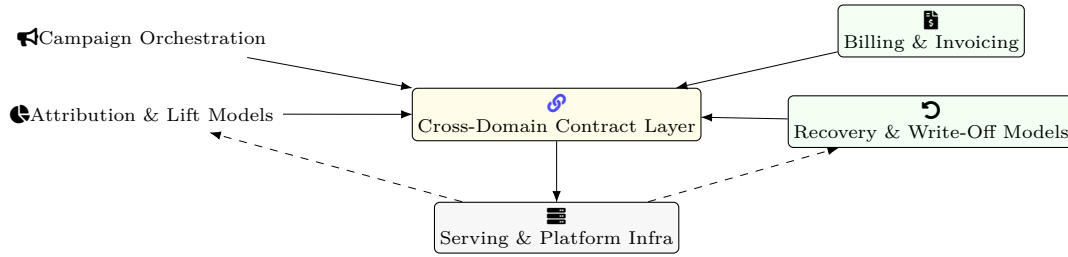 Campaign Orchestration
Billing & Invoicing
Attribution & Lift Models
Cross-Domain Contract Layer
Recovery & Write-Off Models
Serving & Platform Infra